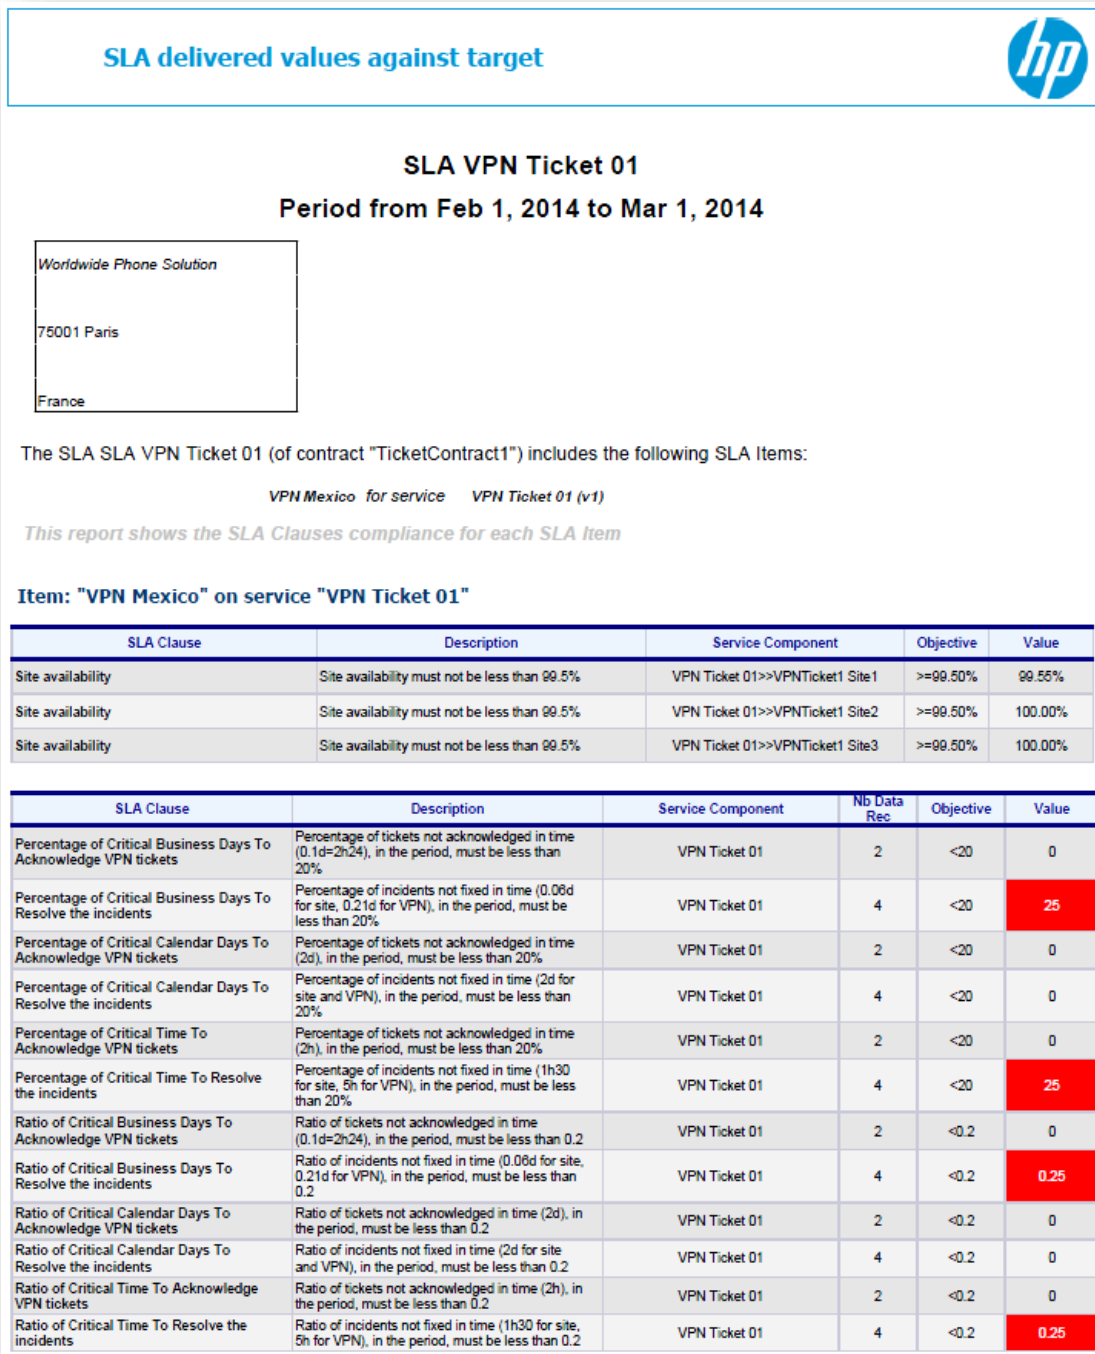 SLA delivered values against target
hp
SLA VPN Ticket 01
Period from Feb 1, 2014 to Mar 1, 2014
Worldwide Phone Solution
75001 Paris
France
The SLA SLA VPN Ticket 01 (of contract "TicketContract1") includes the following SLA Items:
VPN Mexico for service VPN Ticket 01 (v1)
This report shows the SLA Clauses compliance for each SLA Item
Item: "VPN Mexico" on service "VPN Ticket 01"
SLA Clause Description Service Component Objective Value
Site availability Site availability must not be less than 99.5% VPN Ticket 01>>VPNTicket1 Site1 >=99.50% 99.55%
Site availability Site availability must not be less than 99.5% VPN Ticket 01>>VPNTicket1 Site2 >=99.50% 100.00%
Site availability Site availability must not be less than 99.5% VPN Ticket 01>>VPNTicket1 Site3 >=99.50% 100.00%
SLA Clause Description Service Component Nb Data Rec Objective Value
Percentage of Critical Business Days To
Acknowledge VPN tickets
Percentage of tickets not acknowledged in time
(0.1d=2h24), in the period, must be less than
20%
VPN Ticket 01 2 <20 0
Percentage of Critical Business Days To
Resolve the incidents
Percentage of incidents not fixed in time (0.06d
for site, 0.21d for VPN), in the period, must be
less than 20%
VPN Ticket 01 4 <20 25
Percentage of Critical Calendar Days To
Acknowledge VPN tickets
Percentage of tickets not acknowledged in time
(2d), in the period, must be less than 20%
VPN Ticket 01 2 <20 0
Percentage of Critical Calendar Days To
Resolve the incidents
Percentage of incidents not fixed in time (2d for
site and VPN), in the period, must be less than
20%
VPN Ticket 01 4 <20 0
Percentage of Critical Time To
Acknowledge VPN tickets
Percentage of tickets not acknowledged in time
(2h), in the period, must be less than 20%
VPN Ticket 01 2 <20 0
Percentage of Critical Time To Resolve
the incidents
Percentage of incidents not fixed in time (1h30
for site, 5h for VPN), in the period, must be less
than 20%
VPN Ticket 01 4 <20 25
Ratio of Critical Business Days To
Acknowledge VPN tickets
Ratio of tickets not acknowledged in time
(0.1d=2h24), in the period, must be less than 0.2
VPN Ticket 01 2 <0.2 0
Ratio of Critical Business Days To
Resolve the incidents
Ratio of incidents not fixed in time (0.06d for site,
0.21d for VPN), in the period, must be less than
0.2
VPN Ticket 01 4 <0.2 0.25
Ratio of Critical Calendar Days To
Acknowledge VPN tickets
Ratio of tickets not acknowledged in time (2d), in
the period, must be less than 0.2
VPN Ticket 01 2 <0.2 0
Ratio of Critical Calendar Days To
Resolve the incidents
Ratio of incidents not fixed in time (2d for site
and VPN), in the period, must be less than 0.2
VPN Ticket 01 4 <0.2 0
Ratio of Critical Time To Acknowledge
VPN tickets
Ratio of tickets not acknowledged in time (2h), in
the period, must be less than 0.2
VPN Ticket 01 2 <0.2 0
Ratio of Critical Time To Resolve the
incidents
Ratio of incidents not fixed in time (1h30 for site,
5h for VPN), in the period, must be less than 0.2
VPN Ticket 01 4 <0.2 0.25